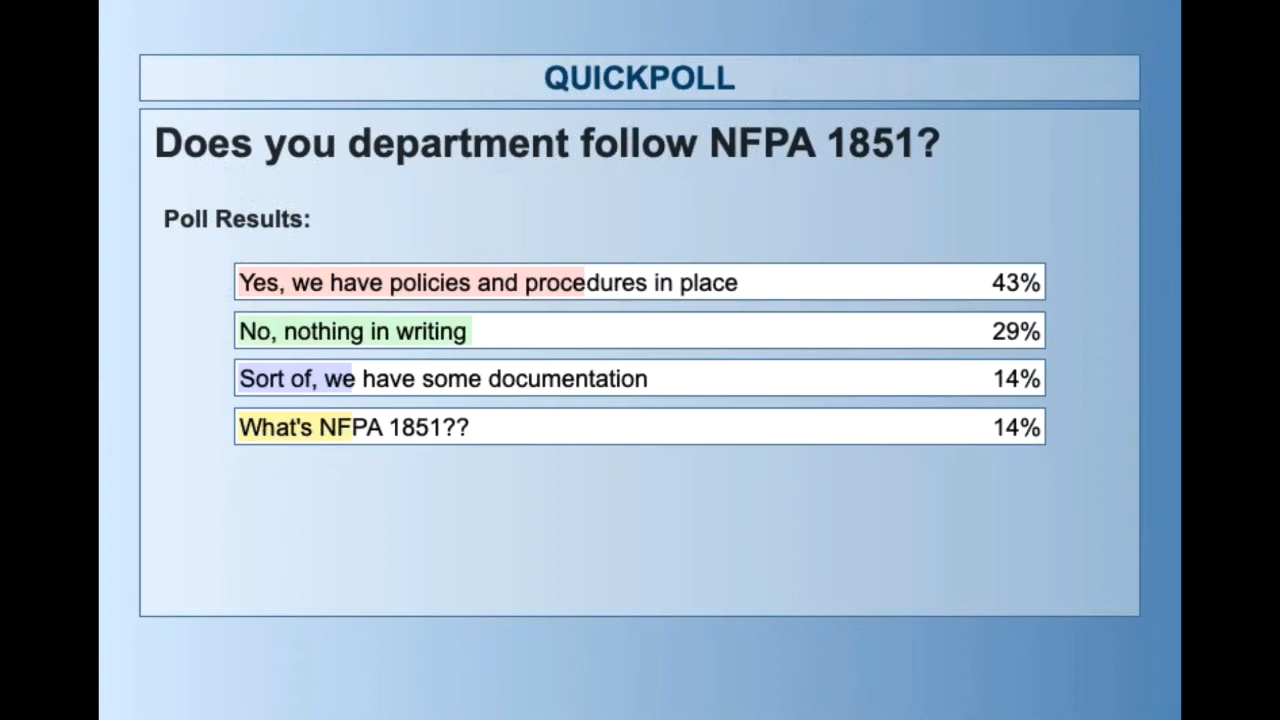 QUICKPOLL
Does you department follow NFPA 1851?
Poll Results:
Yes, we have policies and procedures in place 43%
No, nothing in writing 29%
Sort of, we have some documentation 14%
What's NFPA 1851?? 14%